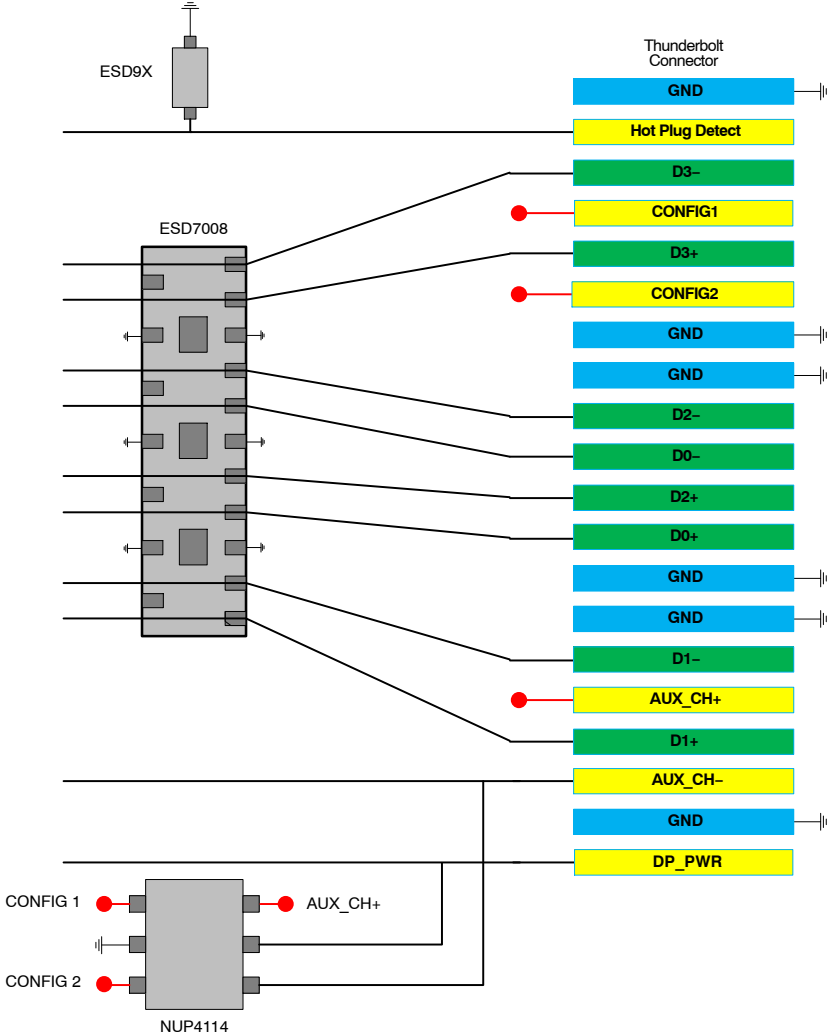 Thunderbolt
Connector
ESD9X
GND
Hot Plug Detect
D3−
ESD7008
CONFIG1
D3+
CONFIG2
GND
GND
D2−
D0−
D2+
D0+
GND
GND
D1−
AUX_CH+
D1+
AUX_CH−
GND
DP_PWR
CONFIG 1
AUX_CH+
CONFIG 2
NUP4114